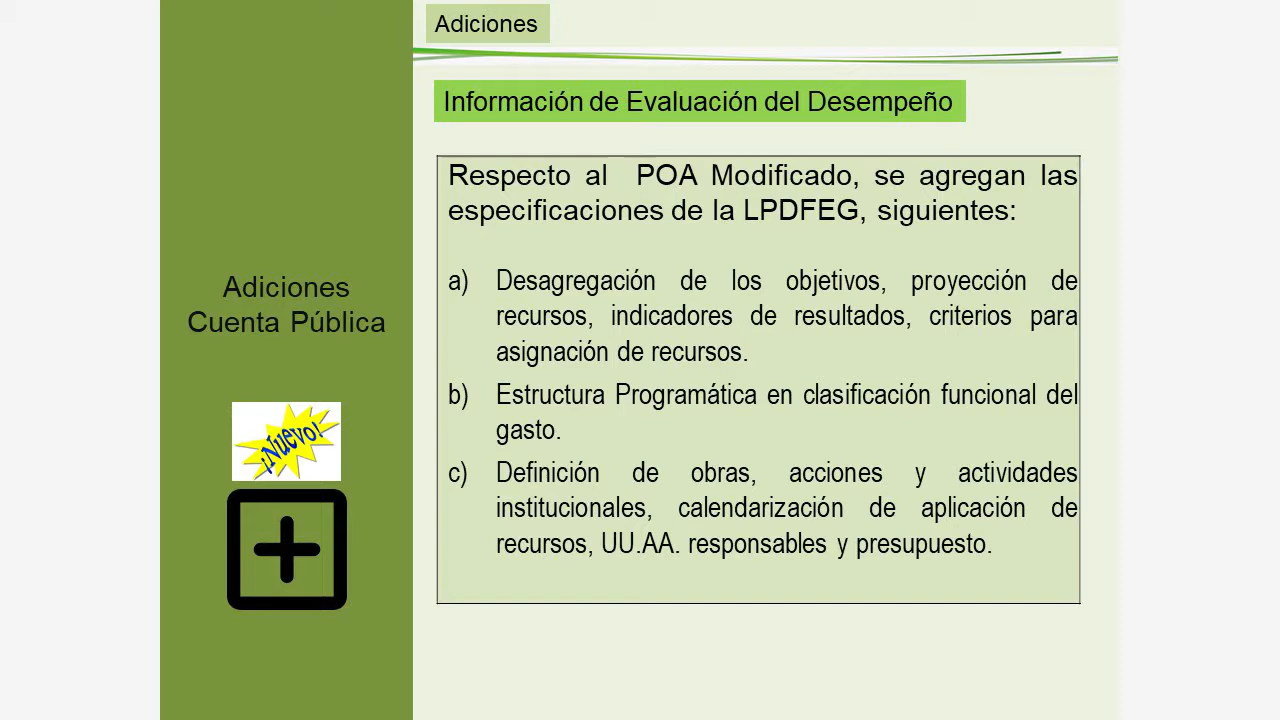 Adiciones
Información de Evaluación del Desempeño
Respecto al POA Modificado, se agregan las
especificaciones de la LPDFEG, siguientes:
a) Desagregación de los objetivos, proyección de
recursos, indicadores de resultados, criterios para
asignación de recursos.
b) Estructura Programática en clasificación funcional del
gasto.
c) Definición de obras, acciones y actividades
institucionales, calendarización de aplicación de
recursos, UU.AA. responsables y presupuesto.
Adiciones
Cuenta Pública
¡Nuevo!